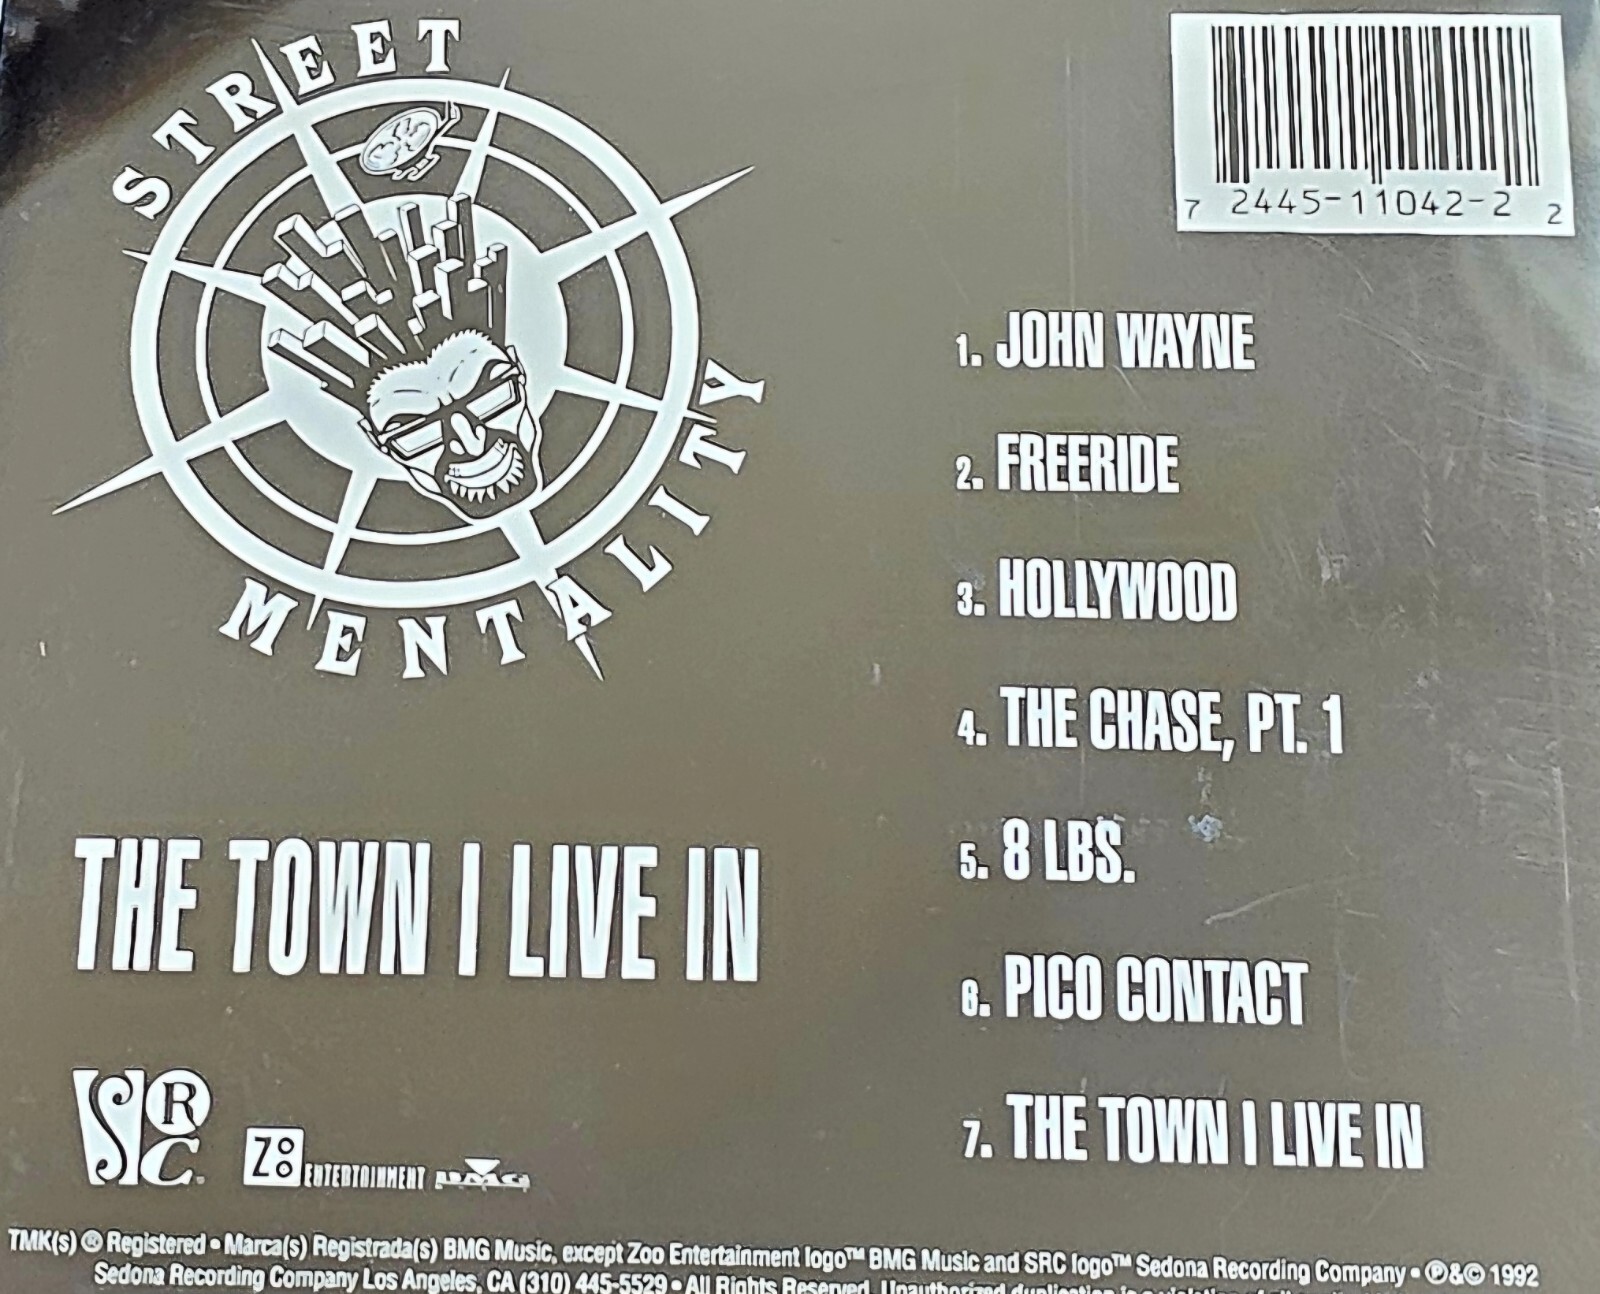 STREET
MENTALITY
7 2445-11042-2 2
1. JOHN WAYNE
2. FREERIDE
3. HOLLYWOOD
4. THE CHASE, PT. 1
5. 8 LBS.
6. PICO CONTACT
7. THE TOWN I LIVE IN
THE TOWN I LIVE IN
SRC
ZOO ENTERTAINMENT BMG
TMK(s) ® Registered • Marca(s) Registrada(s) BMG Music, except Zoo Entertainment logo™ BMG Music and SRC logo™ Sedona Recording Company • ℗&© 1992
Sedona Recording Company Los Angeles, CA (310) 445-5529 • All Rights Reserved. Unauthorized duplication is a violation of